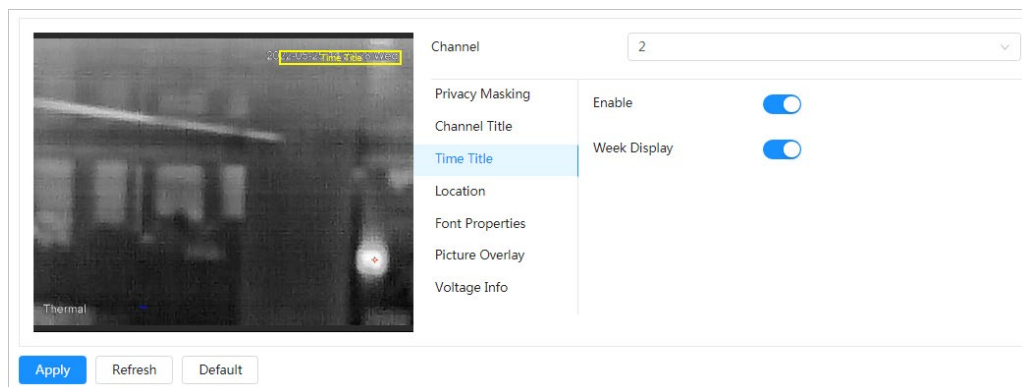 Channel
2
Time Title
Privacy Masking
Enable
Channel Title
Week Display
Time Title
Location
Font Properties
Picture Overlay
Voltage Info
Thermal
Apply
Refresh
Default